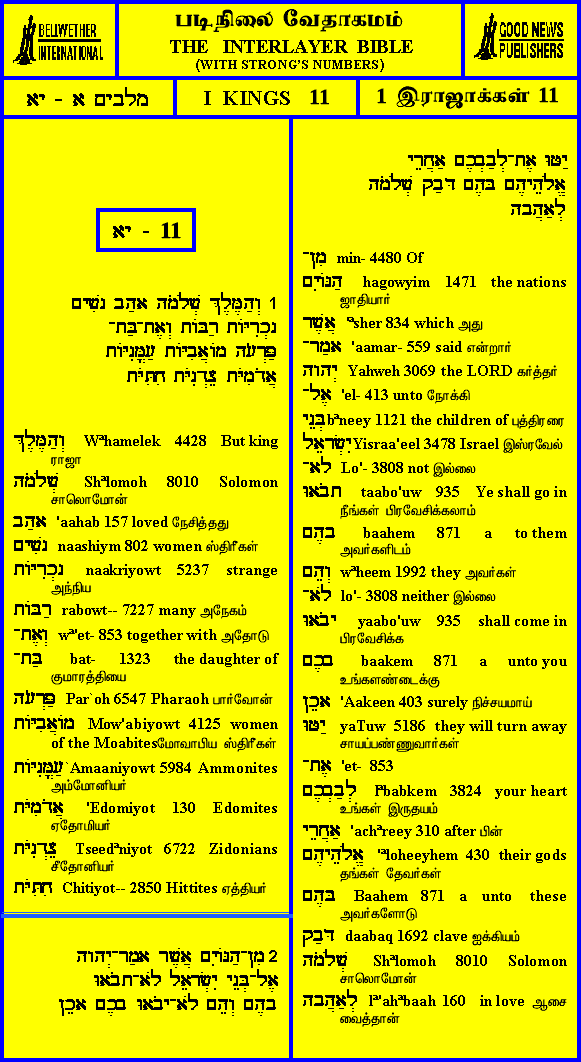 BELLWETHER
INTERNATIONAL
படிநிலை வேதாகமம்
THE INTERLAYER BIBLE
(WITH STRONG'S NUMBERS)
GOOD NEWS
PUBLISHERS
מלכים א - יא
I KINGS 11
1 இராஜாக்கள் 11
11 - יא
1 וְהַמֶּלֶךְ שְׁלֹמֹה אָהַב נָשִׁים
נָכְרִיּוֹת רַבּוֹת וְאֶת־בַּת־
פַּרְעֹה מוֹאֲבִיּוֹת עַמֳּנִיּוֹת
אֲדֹמִיֹּת צֵדְנִיֹּת חִתִּיֹּת
וְהַמֶּלֶךְ Wᵃhamelek 4428 But king
ராஜா
שְׁלֹמֹה Shᵃlomoh 8010 Solomon
சாலொமோன்
אָהַב 'aahab 157 loved நேசித்தது
נָשִׁים naashiym 802 women ஸ்திரீகள்
נָכְרִיּוֹת naakriyowt 5237 strange
அந்நிய
רַבּוֹת rabowt-- 7227 many அநேகம்
וְאֶת־ wᵃ'et- 853 together with அதோடு
בַּת־ bat- 1323 the daughter of
குமாரத்தியை
פַּרְעֹה Par`oh 6547 Pharaoh பார்வோன்
מוֹאֲבִיּוֹת Mow'abiyowt 4125 women
of the Moabitesமோவாபிய ஸ்திரீகள்
עַמֳּנִיּוֹת `Amaaniyowt 5984 Ammonites
அம்மோனியர்
אֲדֹמִיֹּת 'Edomiyot 130 Edomites
ஏதோமியர்
צֵדְנִיֹּת Tseedᵃniyot 6722 Zidonians
சீதோனியர்
חִתִּיֹּת Chitiyot-- 2850 Hittites ஏத்தியர்
2 מִן־הַגּוֹיִם אֲשֶׁר אָמַר־יְהוָה
אֶל־בְּנֵי יִשְׂרָאֵל לֹא־תָבֹאוּ
בָהֶם וְהֵם לֹא־יָבֹאוּ בָכֶם אָכֵן
יַטּוּ אֶת־לְבַבְכֶם אַחֲרֵי
אֱלֹהֵיהֶם בָּהֶם דָּבַק שְׁלֹמֹה
לְאַהֲבָה
מִן־ min- 4480 Of
הַגּוֹיִם hagowyim 1471 the nations
ஜாதியார்
אֲשֶׁר ᵃsher 834 which அது
אָמַר־ 'aamar- 559 said என்றார்
יְהוָה Yahweh 3069 the LORD கர்த்தர்
אֶל־ 'el- 413 unto நோக்கி
בְּנֵי bᵃneey 1121 the children of புத்திரரை
יִשְׂרָאֵל Yisraa'eel 3478 Israel இஸ்ரவேல்
לֹא־ Lo'- 3808 not இல்லை
תָבֹאוּ taabo'uw 935 Ye shall go in
நீங்கள் பிரவேசிக்கலாம்
בָהֶם baahem 871 a to them
அவர்களிடம்
וְהֵם wᵃheem 1992 they அவர்கள்
לֹא־ lo'- 3808 neither இல்லை
יָבֹאוּ yaabo'uw 935 shall come in
பிரவேசிக்க
בָכֶם baakem 871 a unto you
உங்களண்டைக்கு
אָכֵן 'Aakeen 403 surely நிச்சயமாய்
יַטּוּ yaTuw 5186 they will turn away
சாயப்பண்ணுவார்கள்
אֶת־ 'et- 853
לְבַבְכֶם Pbabkem 3824 your heart
உங்கள் இருதயம்
אַחֲרֵי 'achᵃreey 310 after பின்
אֱלֹהֵיהֶם 'ᵉloheeyhem 430 their gods
தங்கள் தேவர்கள்
בָּהֶם Baahem 871 a unto these
அவர்களோடு
דָּבַק daabaq 1692 clave ஐக்கியம்
שְׁלֹמֹה Shᵃlomoh 8010 Solomon
சாலொமோன்
לְאַהֲבָה lᵃ'ahᵃbaah 160 in love ஆசை
வைத்தான்